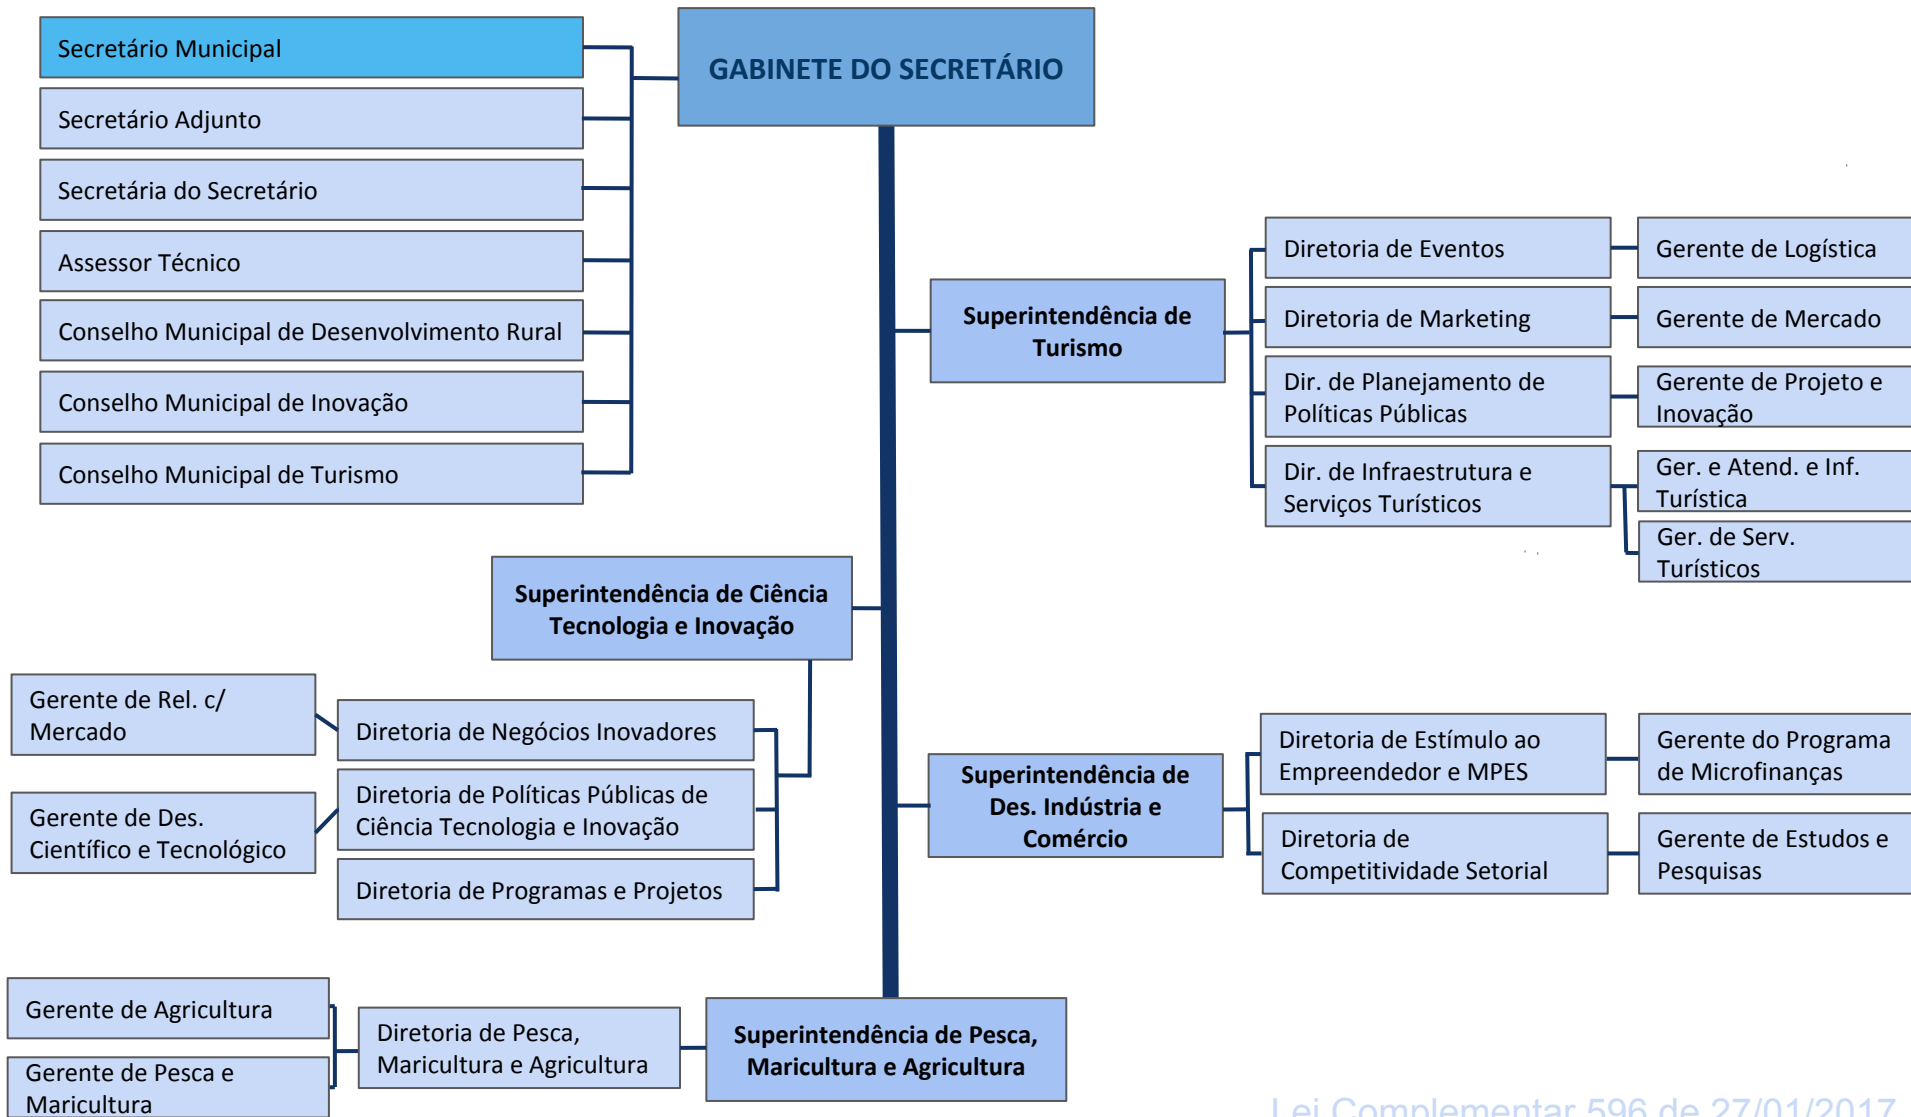 GABINETE DO SECRETÁRIO
Secretário Municipal
Secretário Adjunto
Secretária do Secretário
Assessor Técnico
Conselho Municipal de Desenvolvimento Rural
Conselho Municipal de Inovação
Conselho Municipal de Turismo
Superintendência de
Turismo
Diretoria de Eventos
Gerente de Logística
Diretoria de Marketing
Gerente de Mercado
Dir. de Planejamento de
Políticas Públicas
Gerente de Projeto e
Inovação
Dir. de Infraestrutura e
Serviços Turísticos
Ger. e Atend. e Inf.
Turística
Ger. de Serv.
Turísticos
Superintendência de Ciência
Tecnologia e Inovação
Gerente de Rel. c/
Mercado
Diretoria de Negócios Inovadores
Gerente de Des.
Científico e Tecnológico
Diretoria de Políticas Públicas de
Ciência Tecnologia e Inovação
Diretoria de Programas e Projetos
Superintendência de
Des. Indústria e
Comércio
Diretoria de Estímulo ao
Empreendedor e MPES
Gerente do Programa
de Microfinanças
Diretoria de
Competitividade Setorial
Gerente de Estudos e
Pesquisas
Gerente de Agricultura
Gerente de Pesca e
Maricultura
Diretoria de Pesca,
Maricultura e Agricultura
Superintendência de Pesca,
Maricultura e Agricultura
Lei Complementar 596 de 27/01/2017